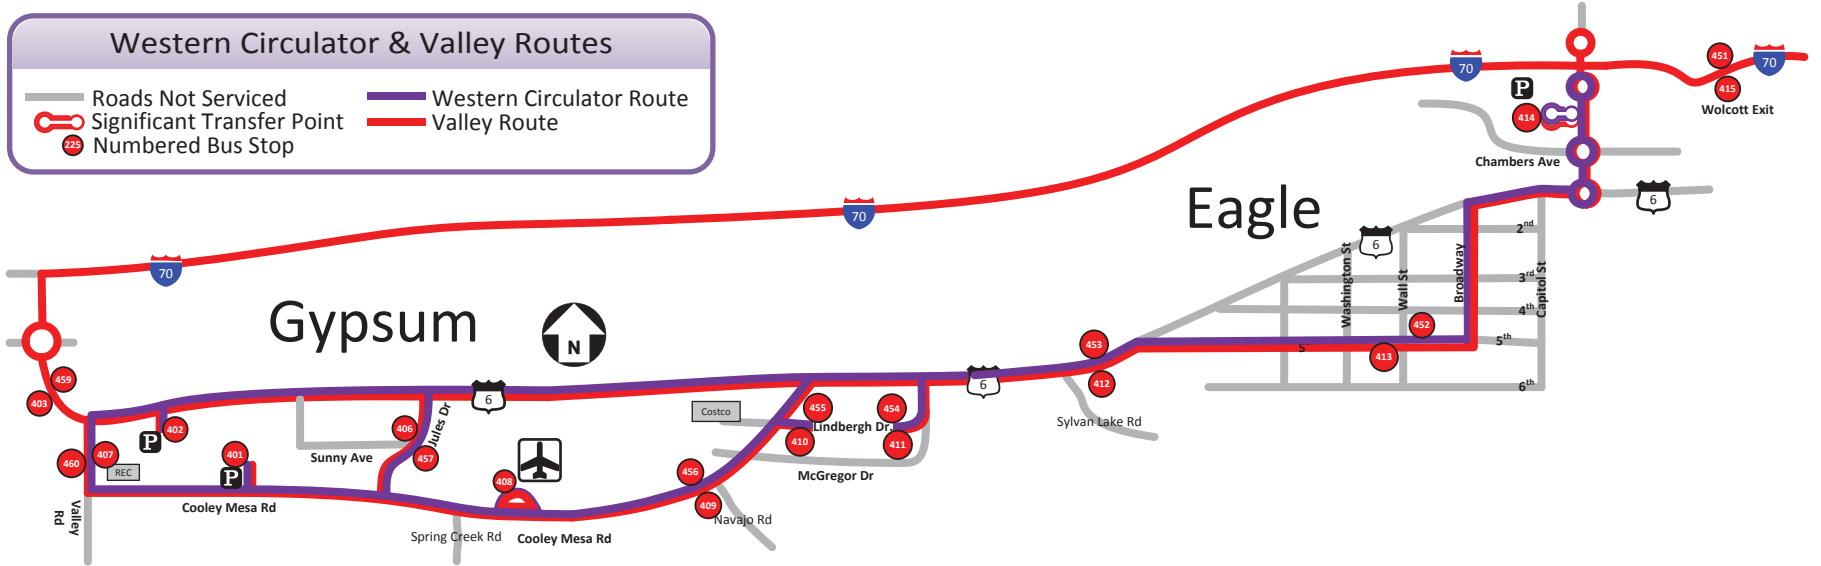 Western Circulator & Valley Routes
Roads Not Serviced
Western Circulator Route
Significant Transfer Point
Valley Route
225
Numbered Bus Stop
70
70
70
70
451
415
Wolcott Exit
P
414
Chambers Ave
6
Eagle
6
2nd
3rd
4th
5th
5th
6th
Washington St
Wall St
Broadway
Capitol St
452
413
Gypsum
N
453
412
Sylvan Lake Rd
6
6
459
403
402
P
460
407
REC
401
P
Valley
Rd
Cooley Mesa Rd
Sunny Ave
406
457
Jules Dr
408
Spring Creek Rd
Cooley Mesa Rd
456
409
Navajo Rd
Costco
455
454
Lindbergh Dr.
410
411
McGregor Dr